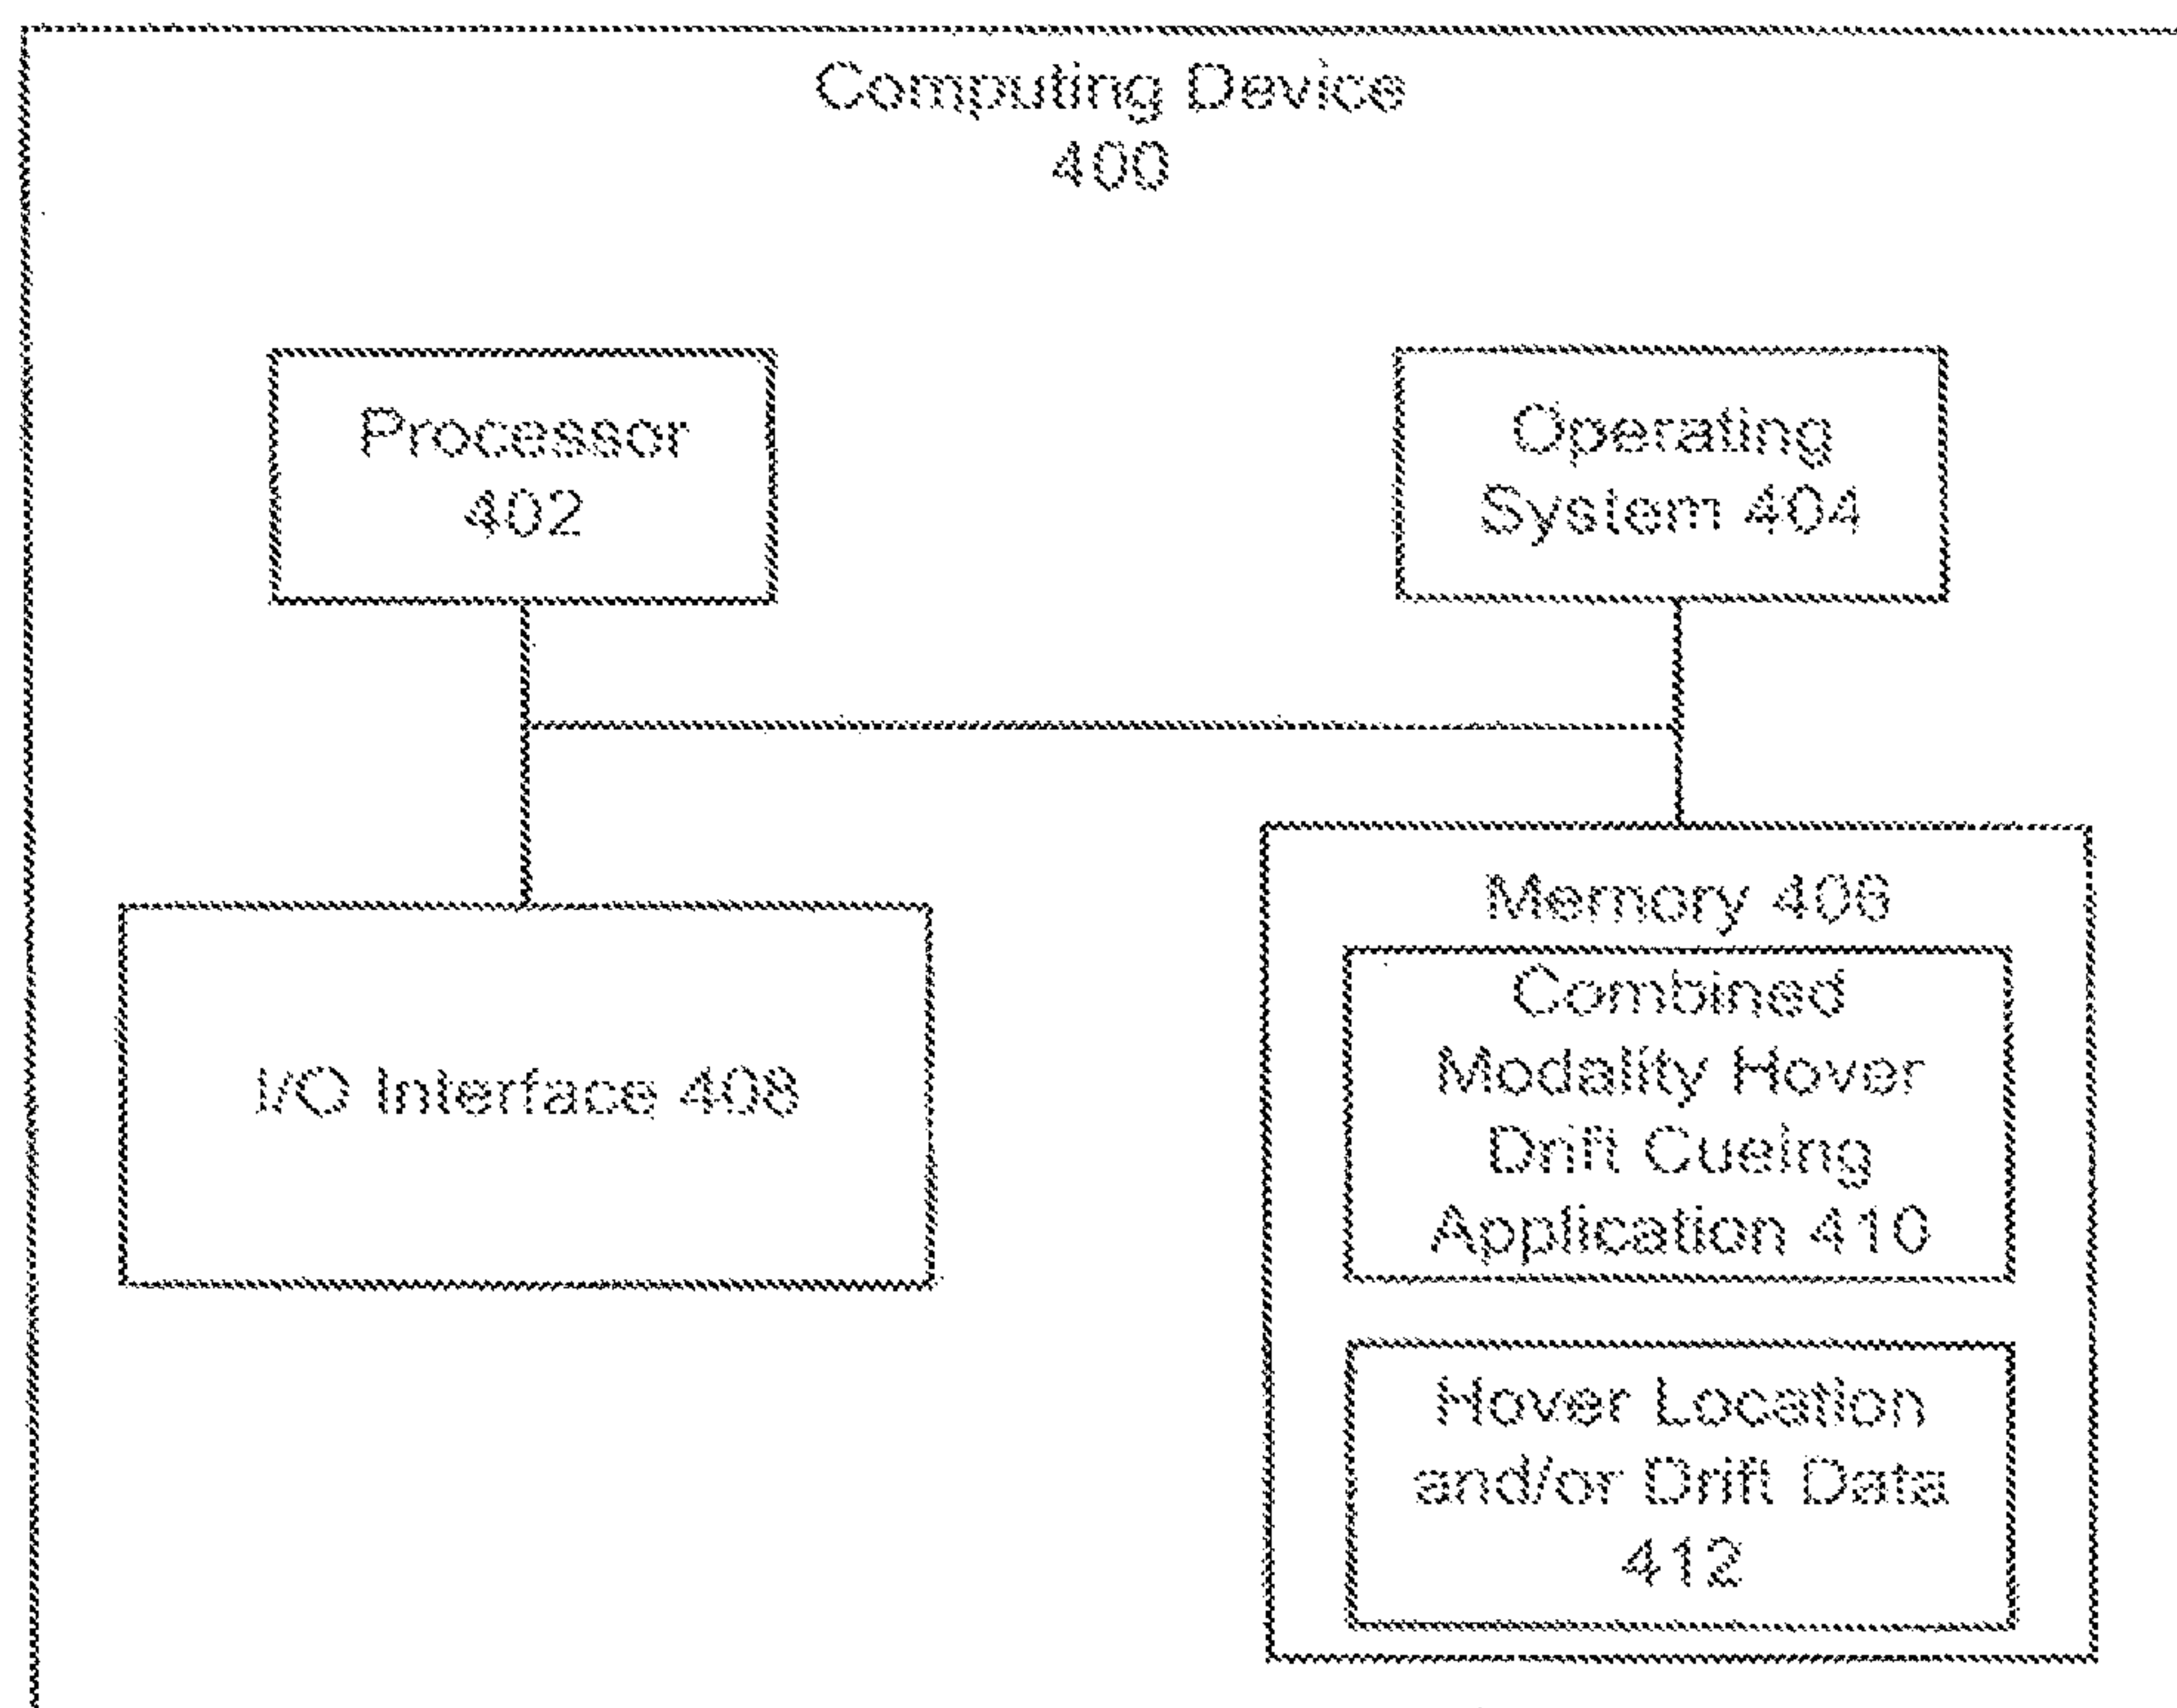 Computing Device
400
Processor
402
Operating
System 404
I/O Interface 408
Memory 406
Combined
Modality Hover
Drift Cueing
Application 410
Hover Location
and/or Drift Data
412